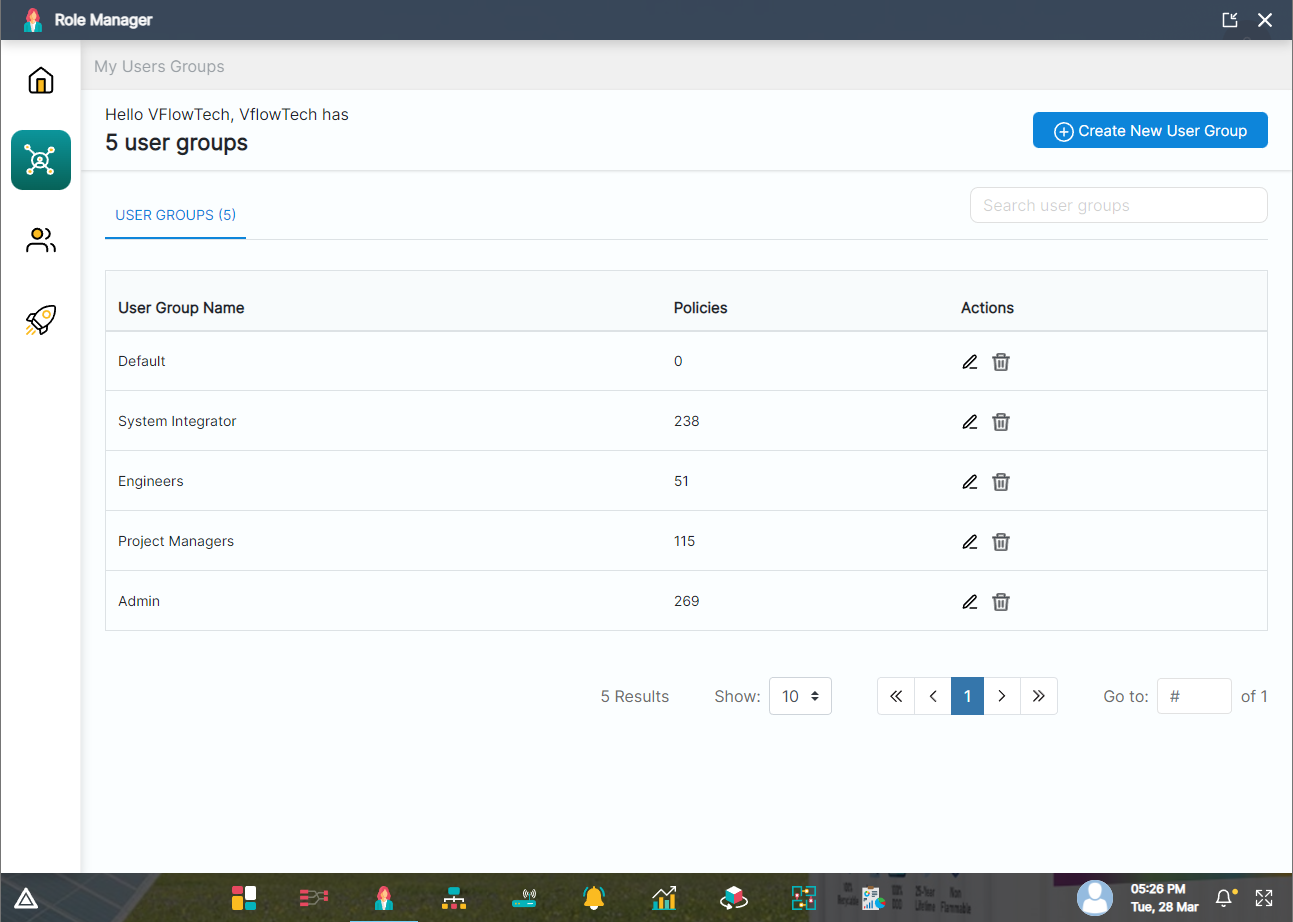 Role Manager
My Users Groups
Hello VFlowTech, VflowTech has
5 user groups
Create New User Group
USER GROUPS (5)
Search user groups
User Group Name Policies Actions
Default 0
System Integrator 238
Engineers 51
Project Managers 115
Admin 269
5 Results Show: 10 1 Go to: # of 1
05:26 PM
Tue, 28 Mar